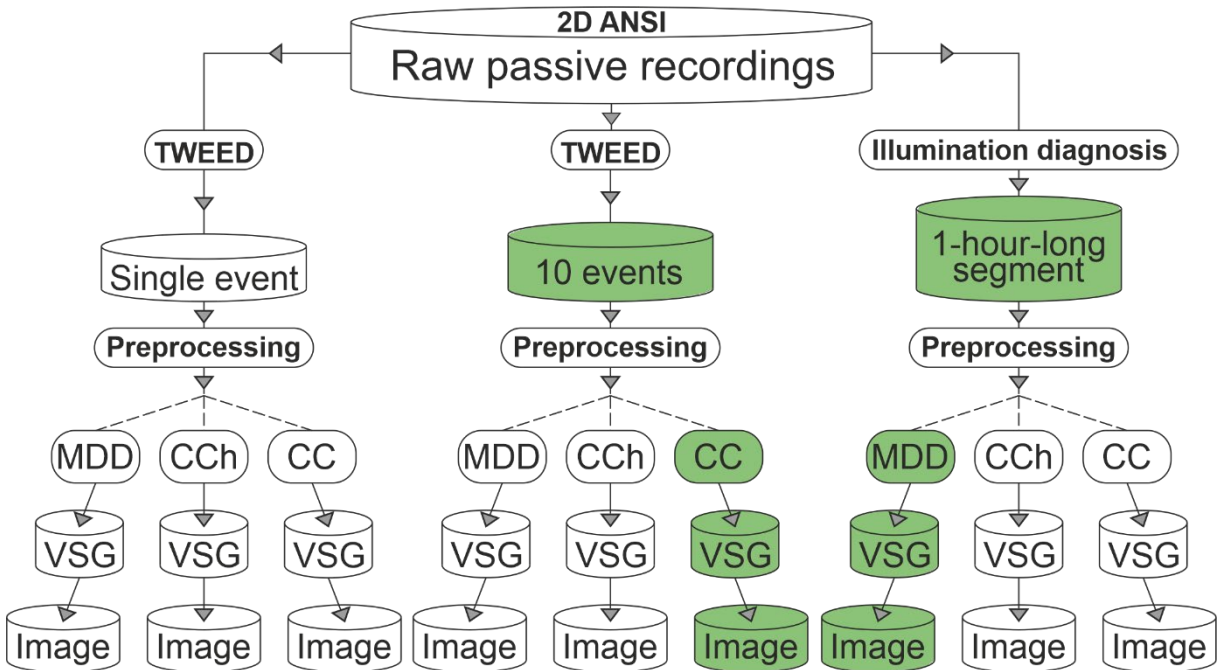 2D ANSI
Raw passive recordings
TWEED
TWEED
Illumination diagnosis
Single event
10 events
1-hour-long
segment
Preprocessing
Preprocessing
Preprocessing
MDD
CCh
CC
MDD
CCh
CC
MDD
CCh
CC
VSG
VSG
VSG
VSG
VSG
VSG
VSG
VSG
VSG
Image
Image
Image
Image
Image
Image
Image
Image
Image